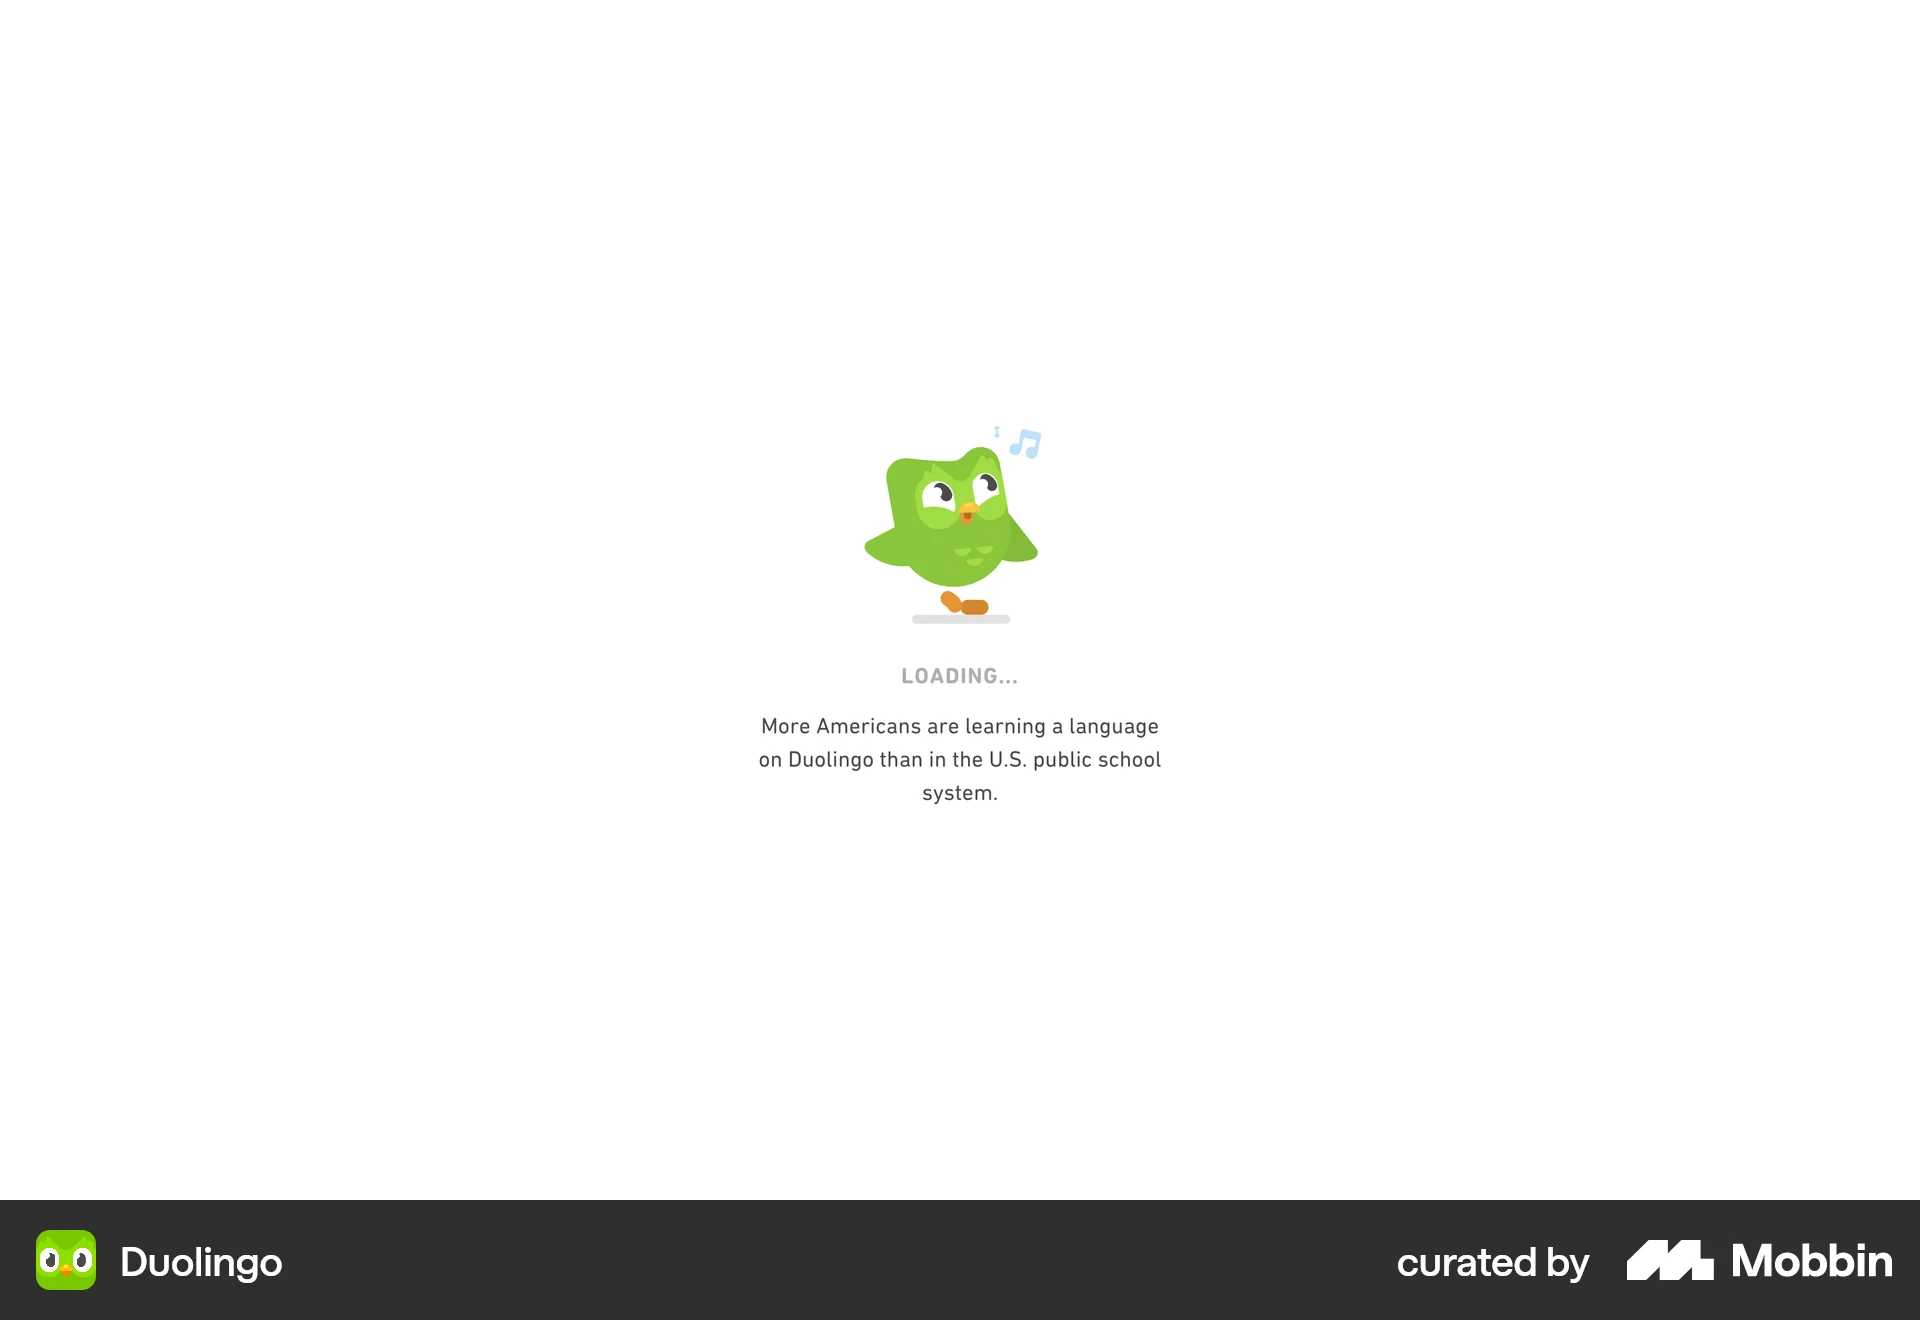 LOADING...
More Americans are learning a language
on Duolingo than in the U.S. public school
system.
Duolingo
curated by Mobbin